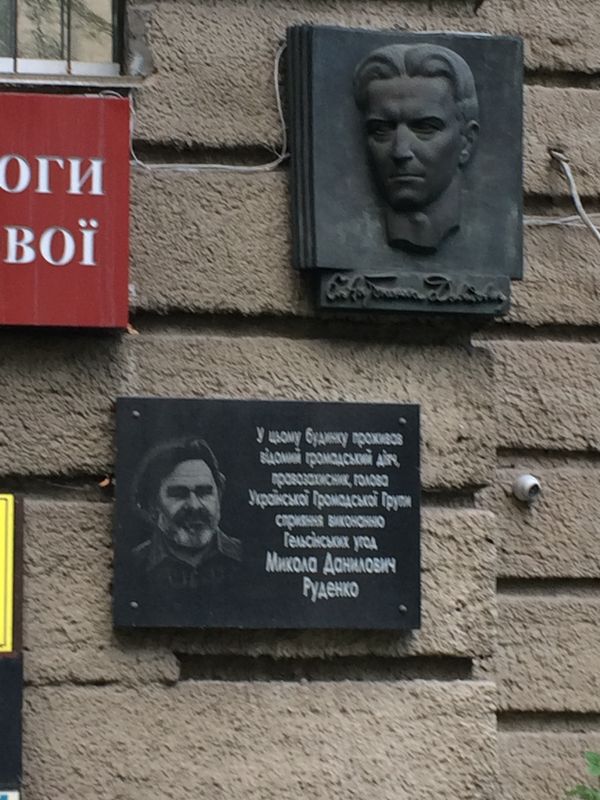 ОГИ
ВОЇ
У цьому будинку проживав
відомий громадський діяч,
правозахисник, голова
Української Громадської Групи
сприяння виконанню
Гельсінських угод
Микола Данилович
Руденко